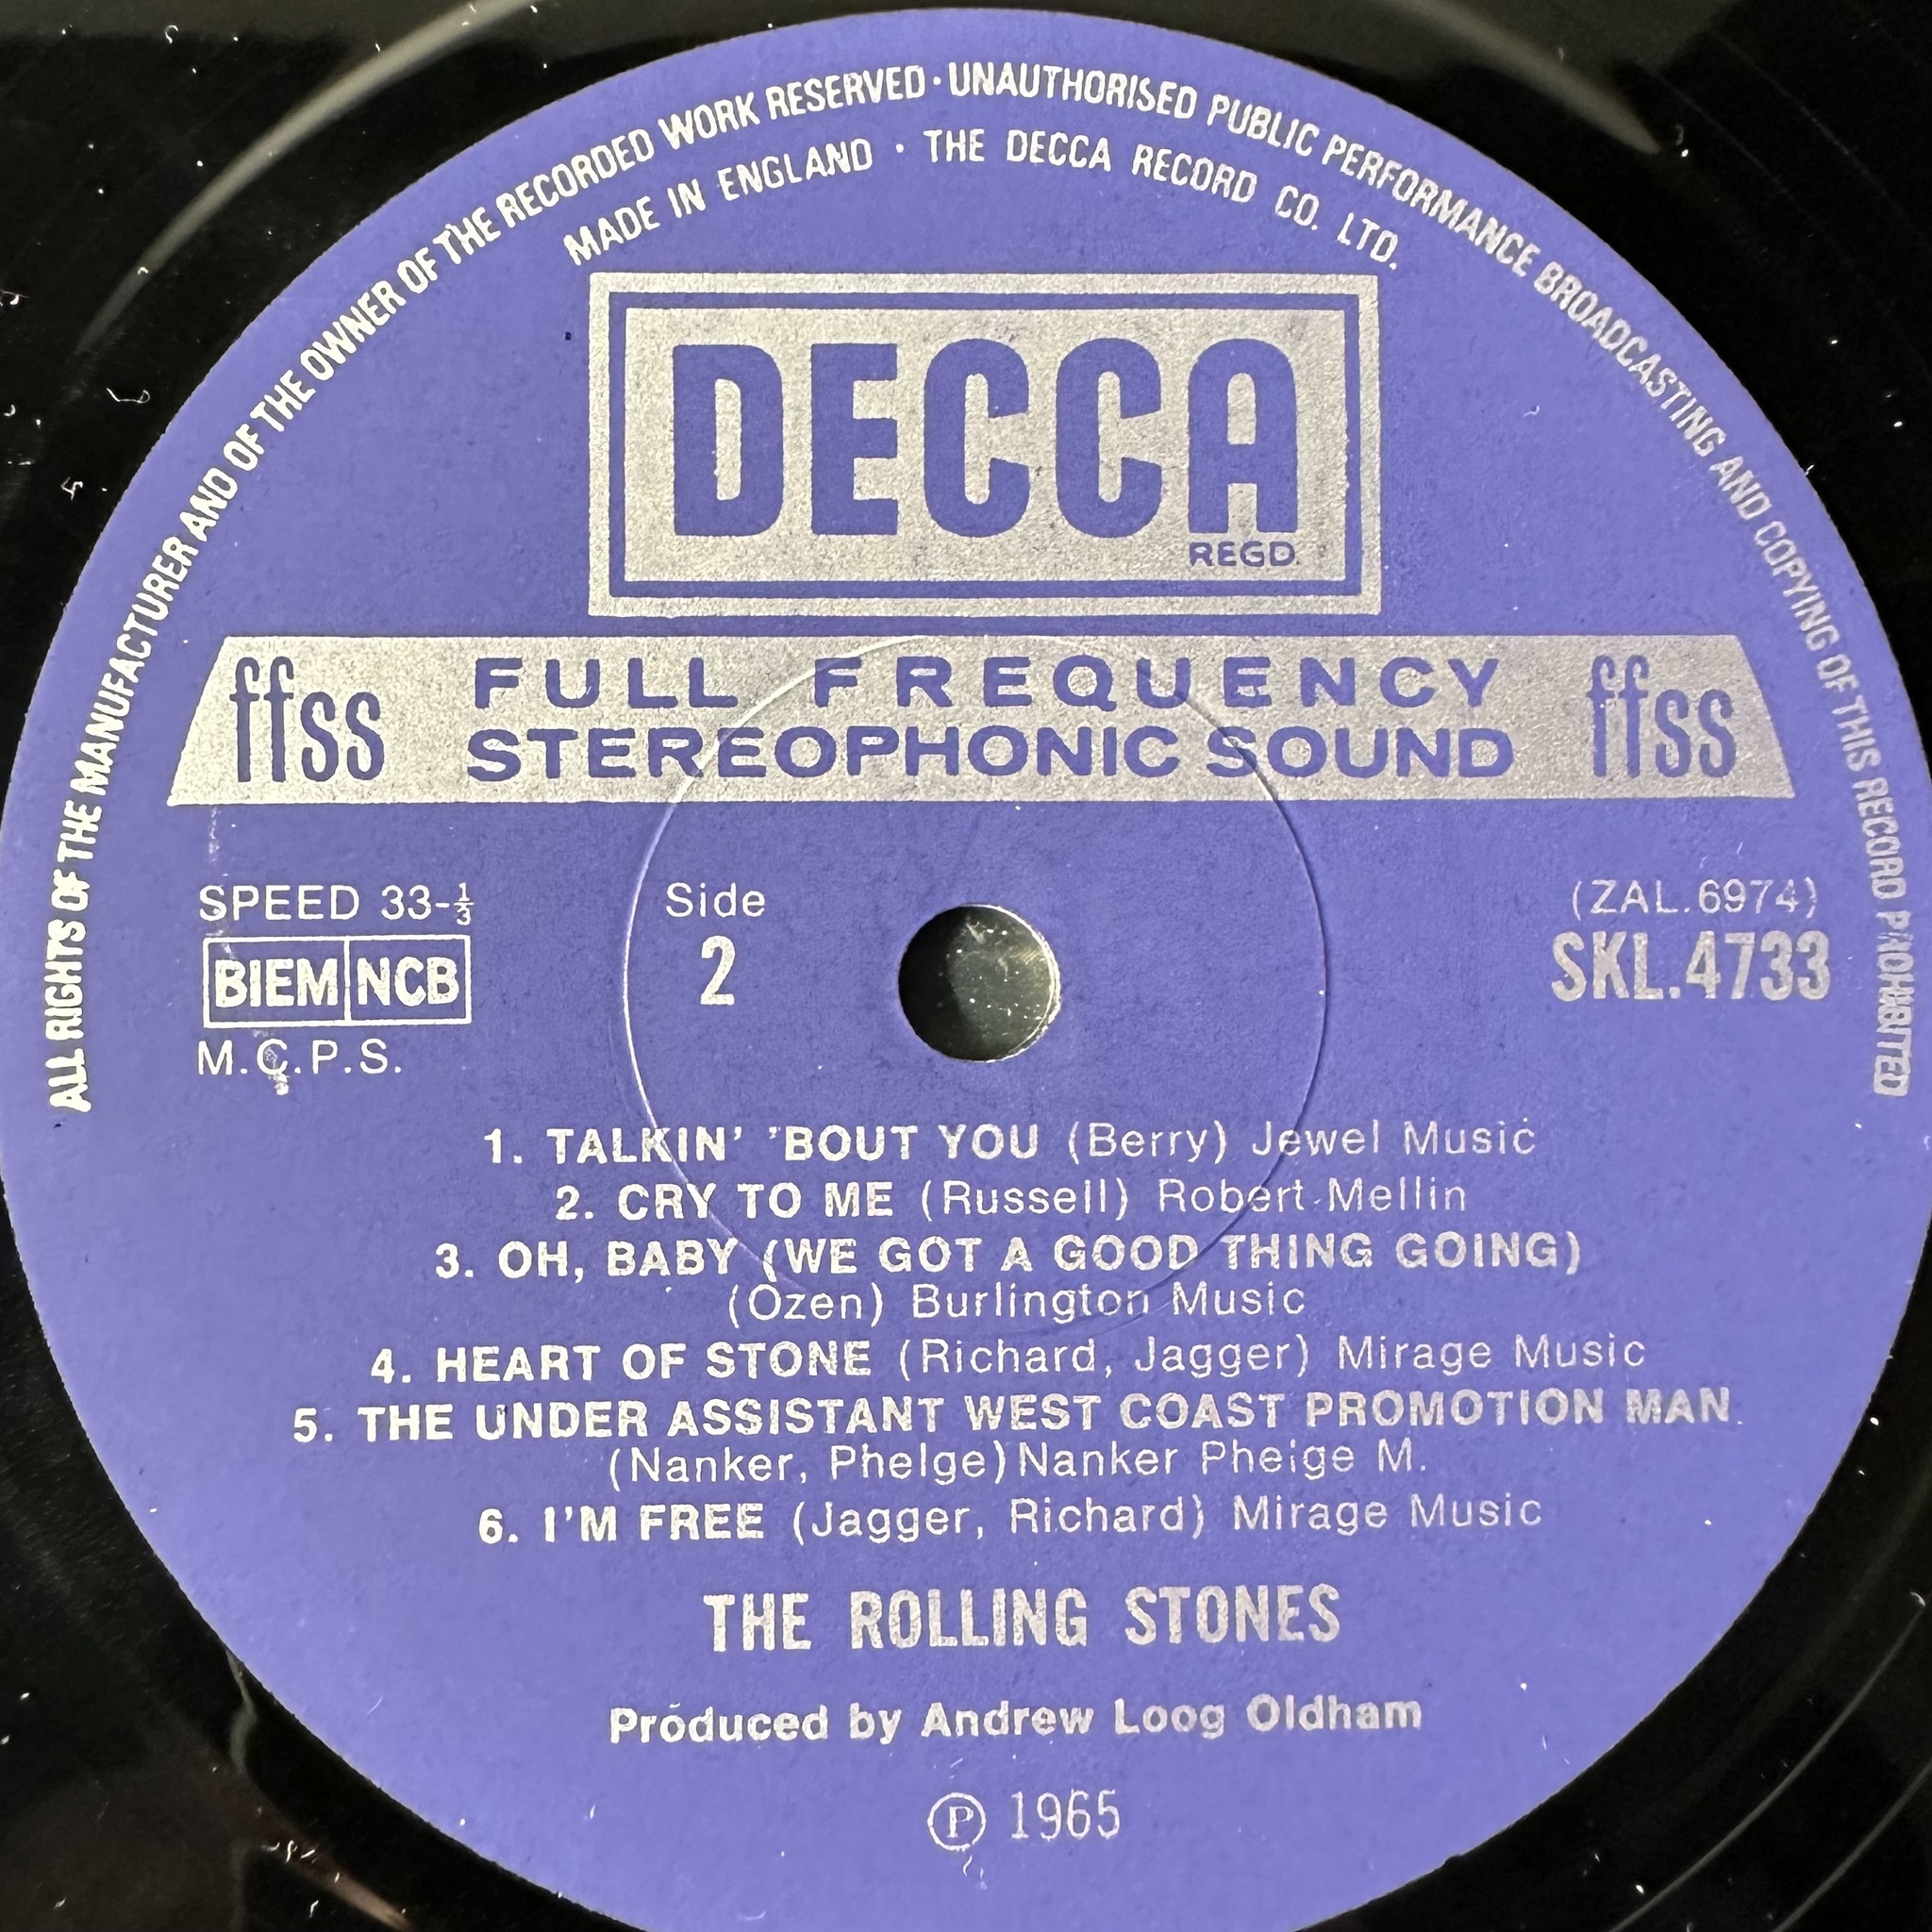 ALL RIGHTS OF THE MANUFACTURER AND OF THE OWNER OF THE RECORDED WORK RESERVED · UNAUTHORISED PUBLIC PERFORMANCE BROADCASTING AND COPYING OF THIS RECORD PROHIBITED
MADE IN ENGLAND · THE DECCA RECORD CO. LTD.
DECCA
REGD.
ffss FULL FREQUENCY ffss
STEREOPHONIC SOUND
SPEED 33-⅓ Side (ZAL.6974)
BIEM NCB 2 SKL.4733
M.C.P.S.
1. TALKIN' 'BOUT YOU (Berry) Jewel Music
2. CRY TO ME (Russell) Robert Mellin
3. OH, BABY (WE GOT A GOOD THING GOING)
(Ozen) Burlington Music
4. HEART OF STONE (Richard, Jagger) Mirage Music
5. THE UNDER ASSISTANT WEST COAST PROMOTION MAN
(Nanker, Phelge) Nanker Phelge M.
6. I'M FREE (Jagger, Richard) Mirage Music
THE ROLLING STONES
Produced by Andrew Loog Oldham
℗ 1965